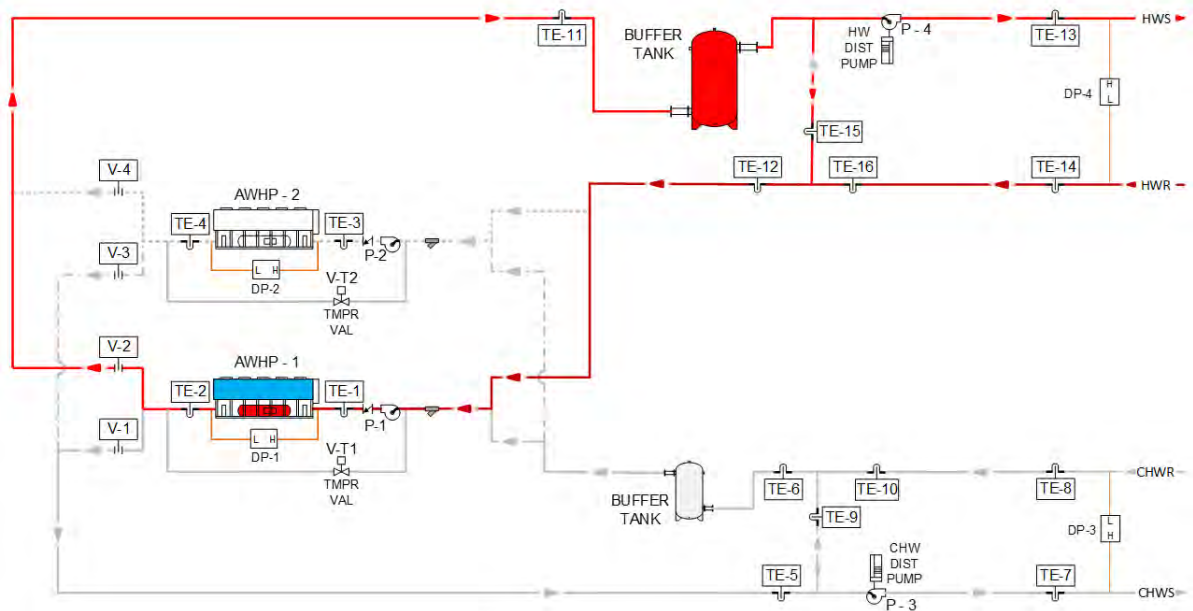 TE-11
BUFFER
TANK
HW
DIST
PUMP
P - 4
TE-13
HWS
DP-4
H
L
TE-15
TE-12
TE-16
TE-14
HWR
V-4
AWHP - 2
TE-4
TE-3
P-2
V-3
L H
DP-2
V-T2
TMPR
VAL
V-2
AWHP - 1
TE-2
TE-1
P-1
V-1
L H
DP-1
V-T1
TMPR
VAL
BUFFER
TANK
TE-6
TE-10
TE-8
CHWR
TE-9
DP-3
L
H
CHW
DIST
PUMP
TE-5
P - 3
TE-7
CHWS